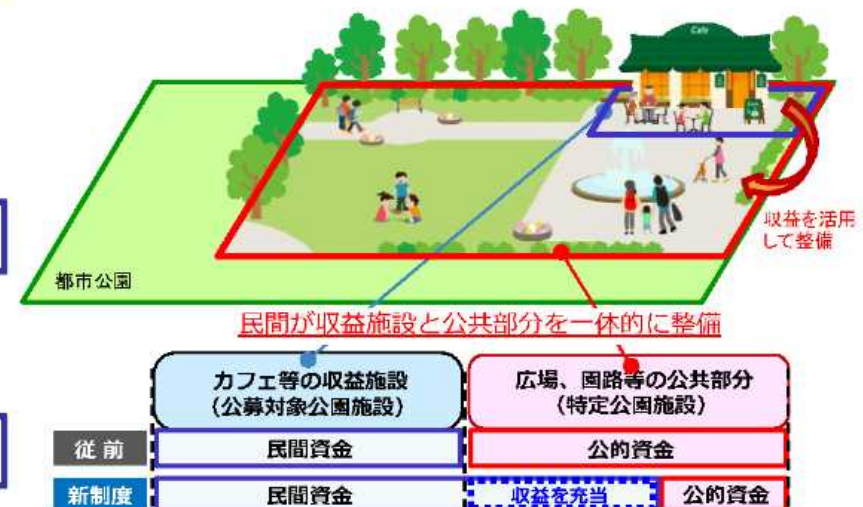 Cafe
収益を活用
して整備
都市公園
民間が収益施設と公共部分を一体的に整備
カフェ等の収益施設
(公募対象公園施設)
広場、園路等の公共部分
(特定公園施設)
従前
民間資金
公的資金
新制度
民間資金
収益を充当
公的資金